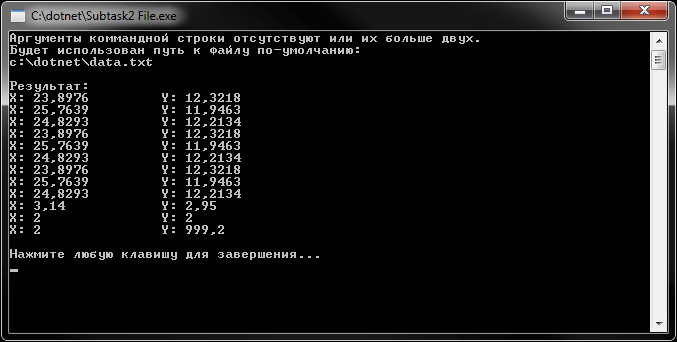 C:\dotnet\Subtask2 File.exe
Аргументы коммандной строки отсутствуют или их больше двух.
Будет использован путь к файлу по-умолчанию:
c:\dotnet\data.txt
Результат:
X: 23,8976 Y: 12,3218
X: 25,7639 Y: 11,9463
X: 24,8293 Y: 12,2134
X: 23,8976 Y: 12,3218
X: 25,7639 Y: 11,9463
X: 24,8293 Y: 12,2134
X: 23,8976 Y: 12,3218
X: 25,7639 Y: 11,9463
X: 24,8293 Y: 12,2134
X: 3,14 Y: 2,95
X: 2 Y: 2
X: 2 Y: 999,2
Нажмите любую клавишу для завершения...